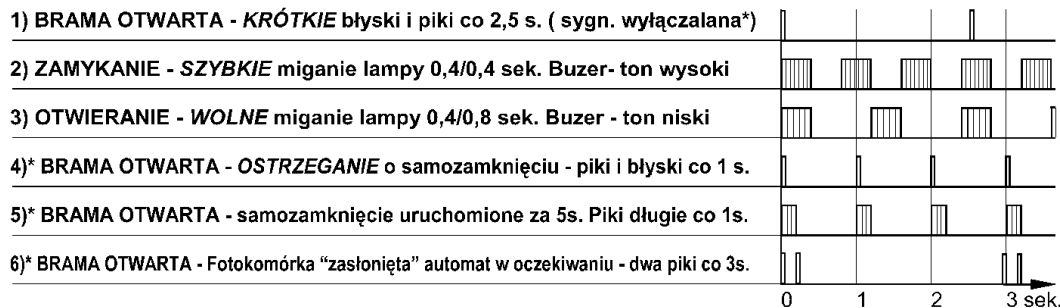 1) BRAMA OTWARTA - KRÓTKIE błyski i piki co 2,5 s. ( sygn. wyłączalana*)
2) ZAMYKANIE - SZYBKIE miganie lampy 0,4/0,4 sek. Buzer- ton wysoki
3) OTWIERANIE - WOLNE miganie lampy 0,4/0,8 sek. Buzer - ton niski
4)* BRAMA OTWARTA - OSTRZEGANIE o samozamknięciu - piki i błyski co 1 s.
5)* BRAMA OTWARTA - samozamknięcie uruchomione za 5s. Piki długie co 1s.
6)* BRAMA OTWARTA - Fotokomórka “zasłonięta” automat w oczekiwaniu - dwa piki co 3s.
0 1 2 3 sek.